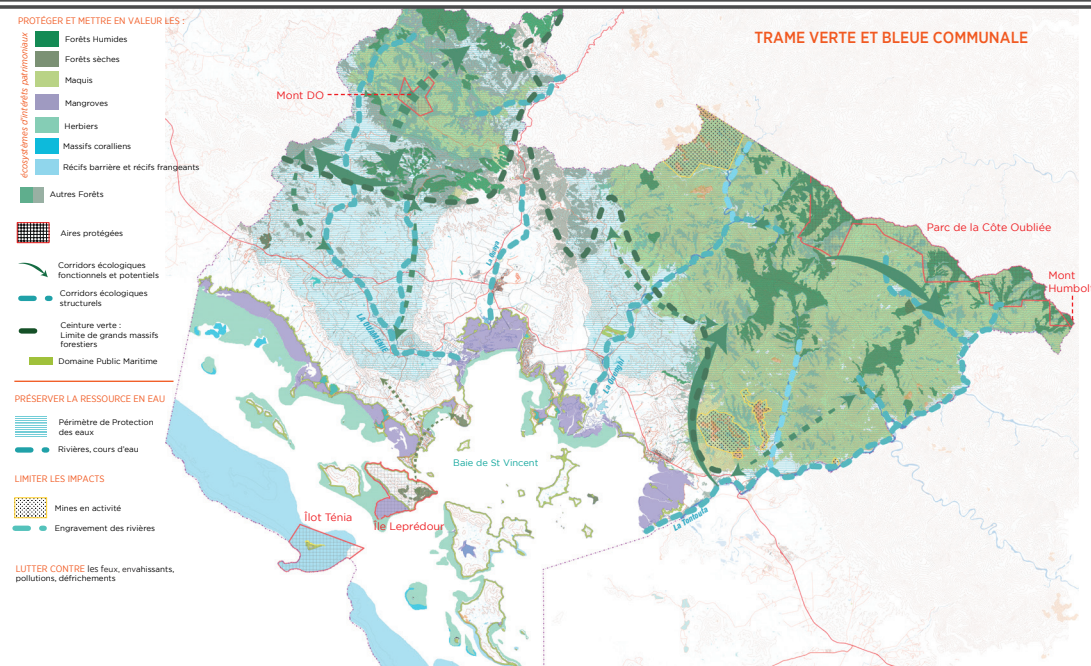 TRAME VERTE ET BLEUE COMMUNALE
PROTÉGER ET METTRE EN VALEUR LES :
écosystèmes d'intérêts patrimoniaux
Forêts Humides
Forêts sèches
Maquis
Mangroves
Herbiers
Massifs coralliens
Récifs barrière et récifs frangeants
Autres Forêts
Aires protégées
Corridors écologiques
fonctionnels et potentiels
Corridors écologiques
structurels
Ceinture verte :
Limite de grands massifs
forestiers
Domaine Public Maritime
PRÉSERVER LA RESSOURCE EN EAU
Périmètre de Protection
des eaux
Rivières, cours d'eau
LIMITER LES IMPACTS
Mines en activité
Engravement des rivières
LUTTER CONTRE les feux, envahissants,
pollutions, défrichements
Mont DO
Parc de la Côte Oubliée
Mont
Humbolt
La Ouenghi
Baie de St Vincent
La Tontouta
Îlot Ténia
Île Leprédour